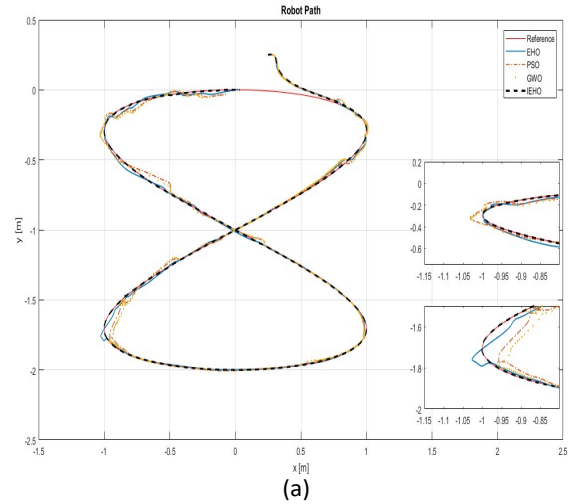 Robot Path
Reference
EHO
PSO
GWO
IEHO
0.5
0
-0.5
-1
-1.5
-2
-2.5
y [m]
-1.5 -1 -0.5 0 0.5 1 1.5 2 2.5
x [m]
0.2
0
-0.2
-0.4
-0.6
-1.15 -1.1 -1.05 -1 -0.95 -0.9 -0.85
-1.6
-1.8
-2
-1.15 -1.1 -1.05 -1 -0.95 -0.9 -0.85
(a)